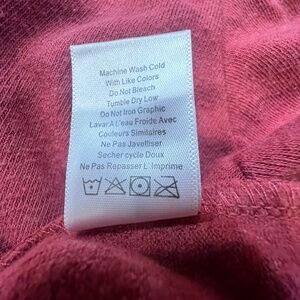 Machine Wash Cold
With Like Colors
Do Not Bleach
Tumble Dry Low
Do Not Iron Graphic
Lavar A L'eau Froide Avec
Couleurs Similaires
Ne Pas Javelliser
Secher cycle Doux
Ne Pas Repasser L'imprime